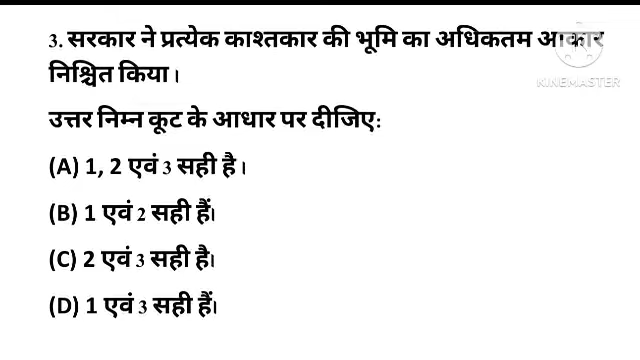 3. सरकार ने प्रत्येक काश्तकार की भूमि का अधिकतम आकार
निश्चित किया।
KINEMASTER
उत्तर निम्न कूट के आधार पर दीजिए:
(A) 1, 2 एवं 3 सही है।
(B) 1 एवं 2 सही हैं।
(C) 2 एवं 3 सही है।
(D) 1 एवं 3 सही हैं।